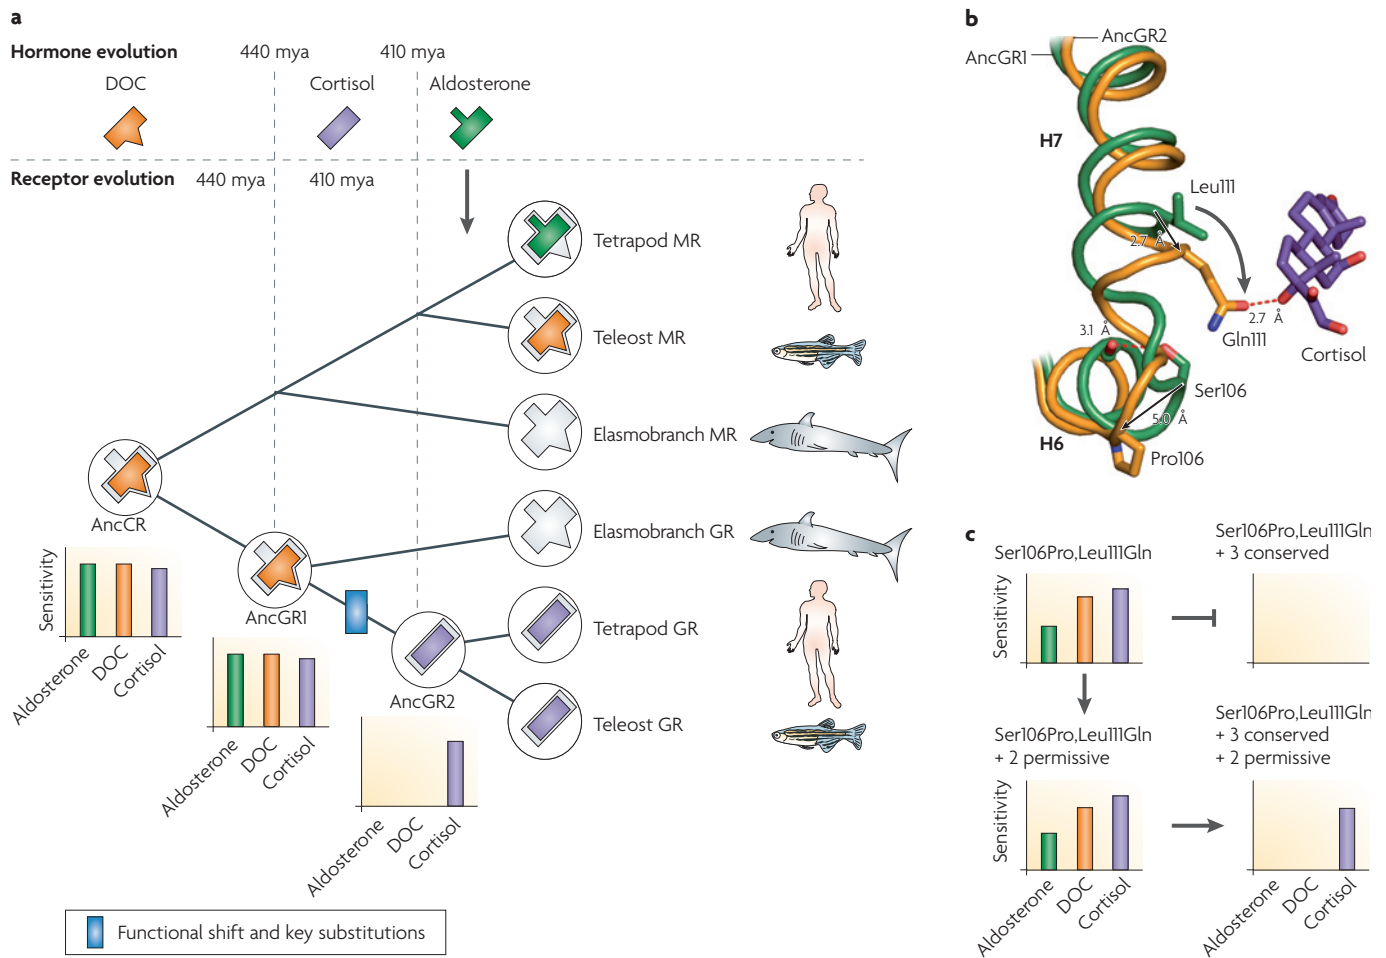 a
Hormone evolution
440 mya
410 mya
DOC
Cortisol
Aldosterone
Receptor evolution
440 mya
410 mya
Tetrapod MR
Teleost MR
Elasmobranch MR
AncCR
Elasmobranch GR
AncGR1
Tetrapod GR
AncGR2
Teleost GR
Sensitivity
Aldosterone
DOC
Cortisol
Aldosterone
DOC
Cortisol
Aldosterone
DOC
Cortisol
Functional shift and key substitutions
b
AncGR2
AncGR1
H7
Leu111
2.7 Å
2.7 Å
Gln111
Cortisol
3.1 Å
Ser106
5.0 Å
H6
Pro106
c
Ser106Pro,Leu111Gln
Sensitivity
Ser106Pro,Leu111Gln
+ 3 conserved
Ser106Pro,Leu111Gln
+ 2 permissive
Sensitivity
Aldosterone
DOC
Cortisol
Ser106Pro,Leu111Gln
+ 3 conserved
+ 2 permissive
Aldosterone
DOC
Cortisol